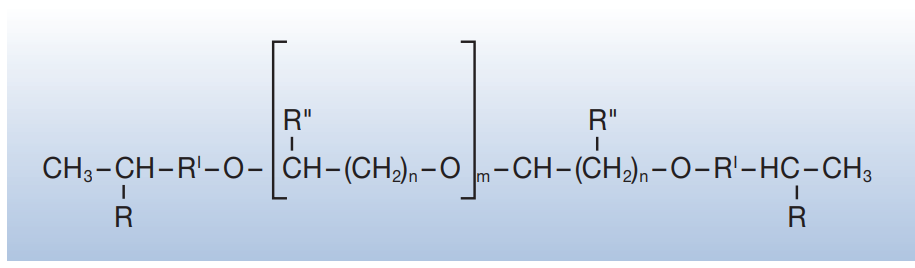 R" R"
CH₃–CH–Rᴵ–O–[CH–(CH₂)ₙ–O]ₘ–CH–(CH₂)ₙ–O–Rᴵ–HC–CH₃
R R